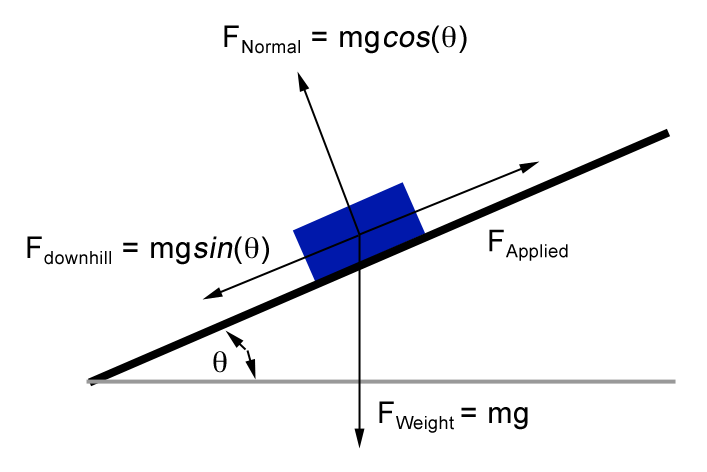 F_Normal = mgcos(θ)
F_downhill = mgsin(θ)
F_Applied
θ
F_Weight = mg